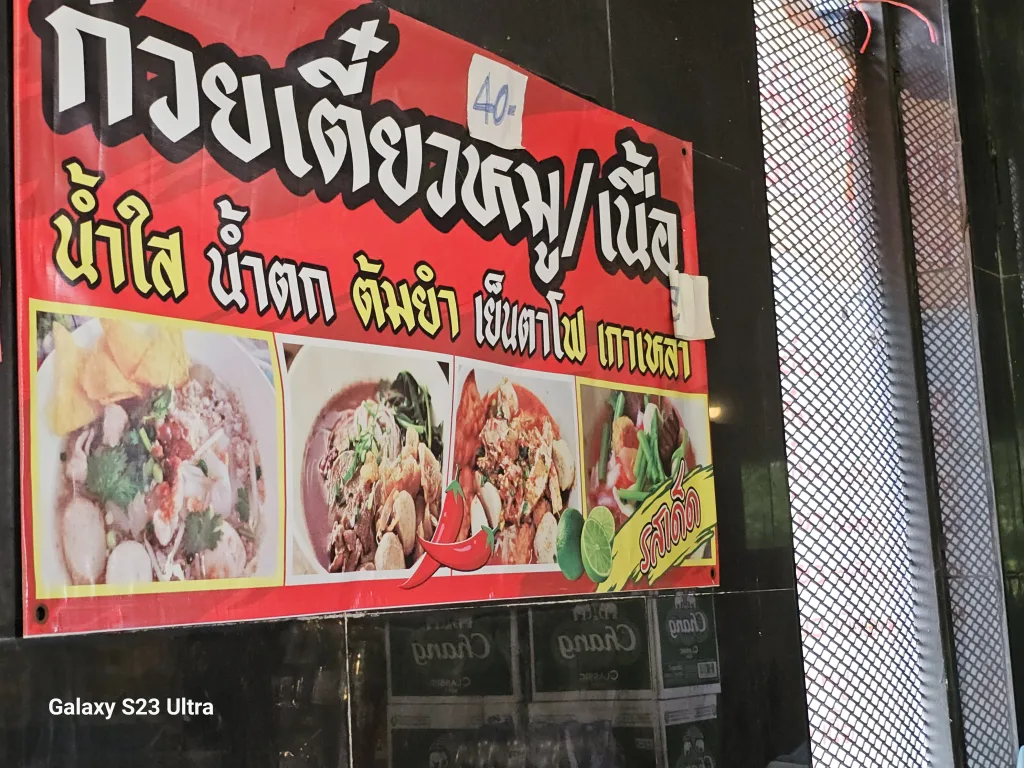 ก๋วยเตี๋ยวหมู/เนื้อ
40-
น้ำใส น้ำตก ต้มยำ เย็นตาโฟ เกาเหลา
รสเด็ด
Chang
CLASSIC
Chang
CLASSIC
Chang
Galaxy S23 Ultra